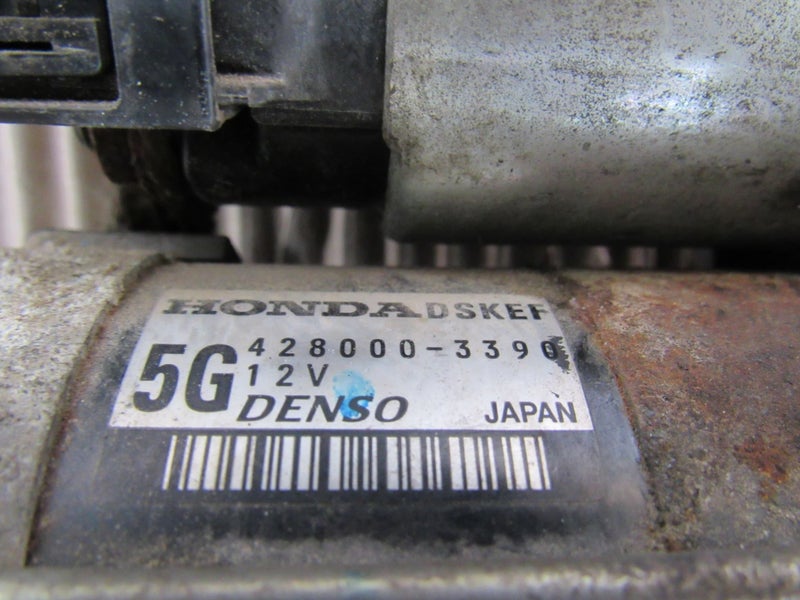 HONDA DSKEF
5G 428000-3390
12V
DENSO JAPAN